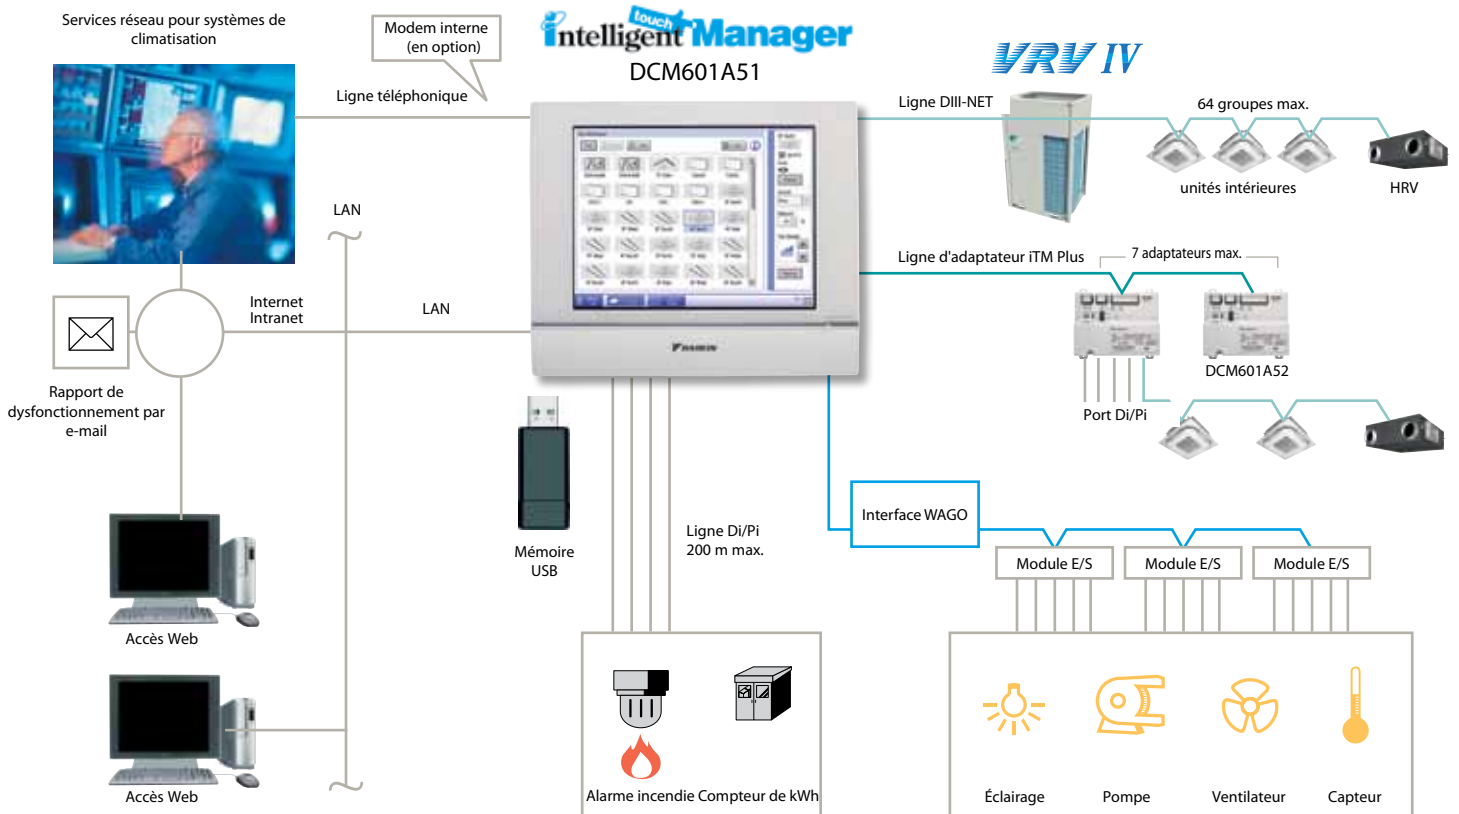 Services réseau pour systèmes de
climatisation
Modem interne
(en option)
touch
intelligent Manager
DCM601A51
VRV IV
Ligne téléphonique
Ligne DIII-NET
64 groupes max.
unités intérieures
HRV
LAN
Ligne d'adaptateur iTM Plus
7 adaptateurs max.
Internet
Intranet
LAN
DAIKIN
DCM601A52
Port Di/Pi
Rapport de
dysfonctionnement par
e-mail
Interface WAGO
Ligne Di/Pi
200 m max.
Mémoire
USB
Module E/S
Module E/S
Module E/S
Accès Web
Accès Web
Alarme incendie
Compteur de kWh
Éclairage
Pompe
Ventilateur
Capteur